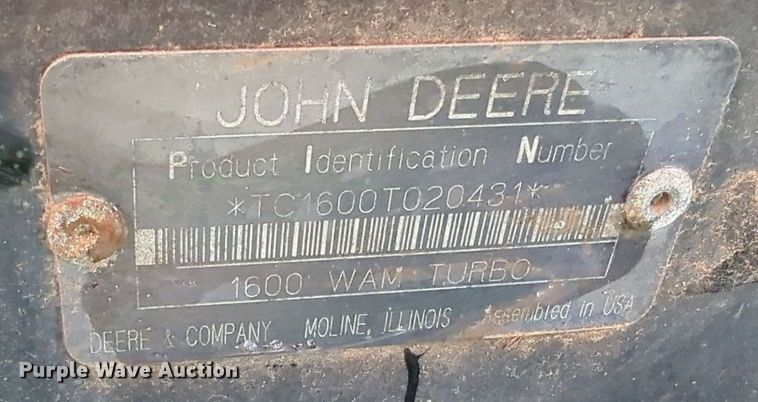 JOHN DEERE
Product Identification Number
*TC1600T020431*
1600 WAM TURBO
DEERE & COMPANY MOLINE, ILLINOIS Assembled in USA
Purple Wave Auction